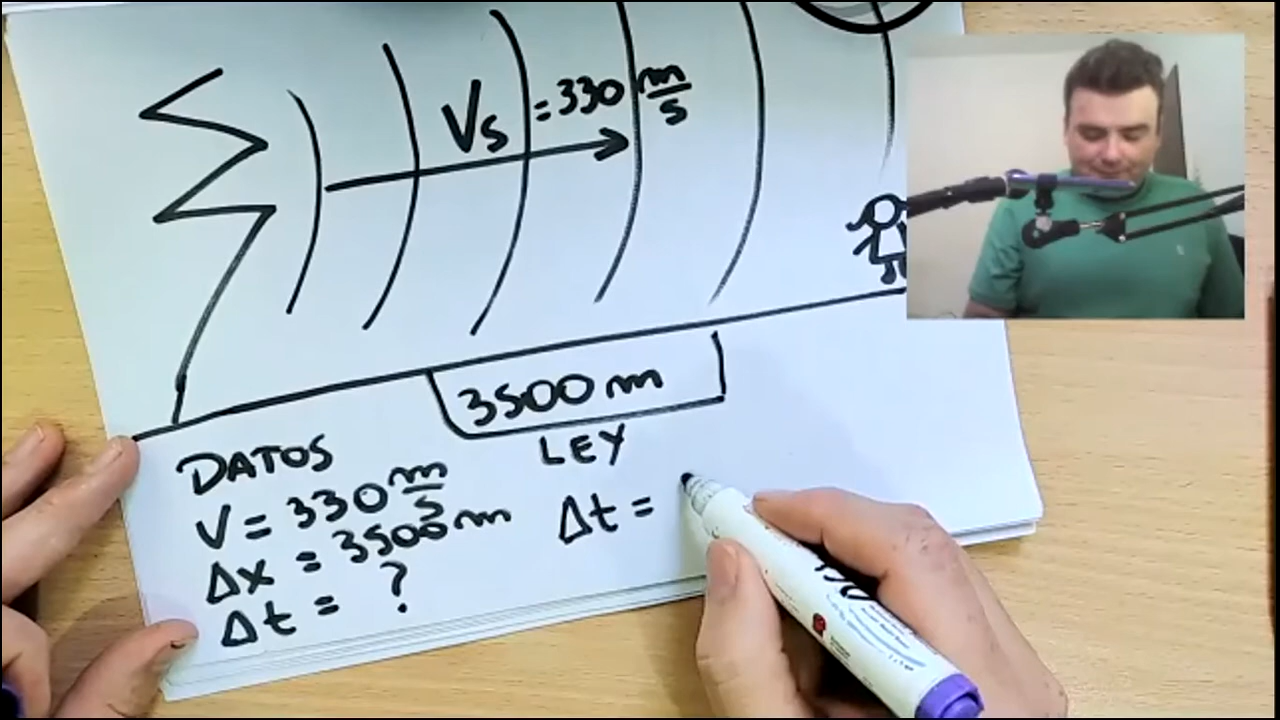 Vs = 330 m/s
3500 m
DATOS
V = 330 m/s
Δx = 3500 m
Δt = ?
LEY
Δt =